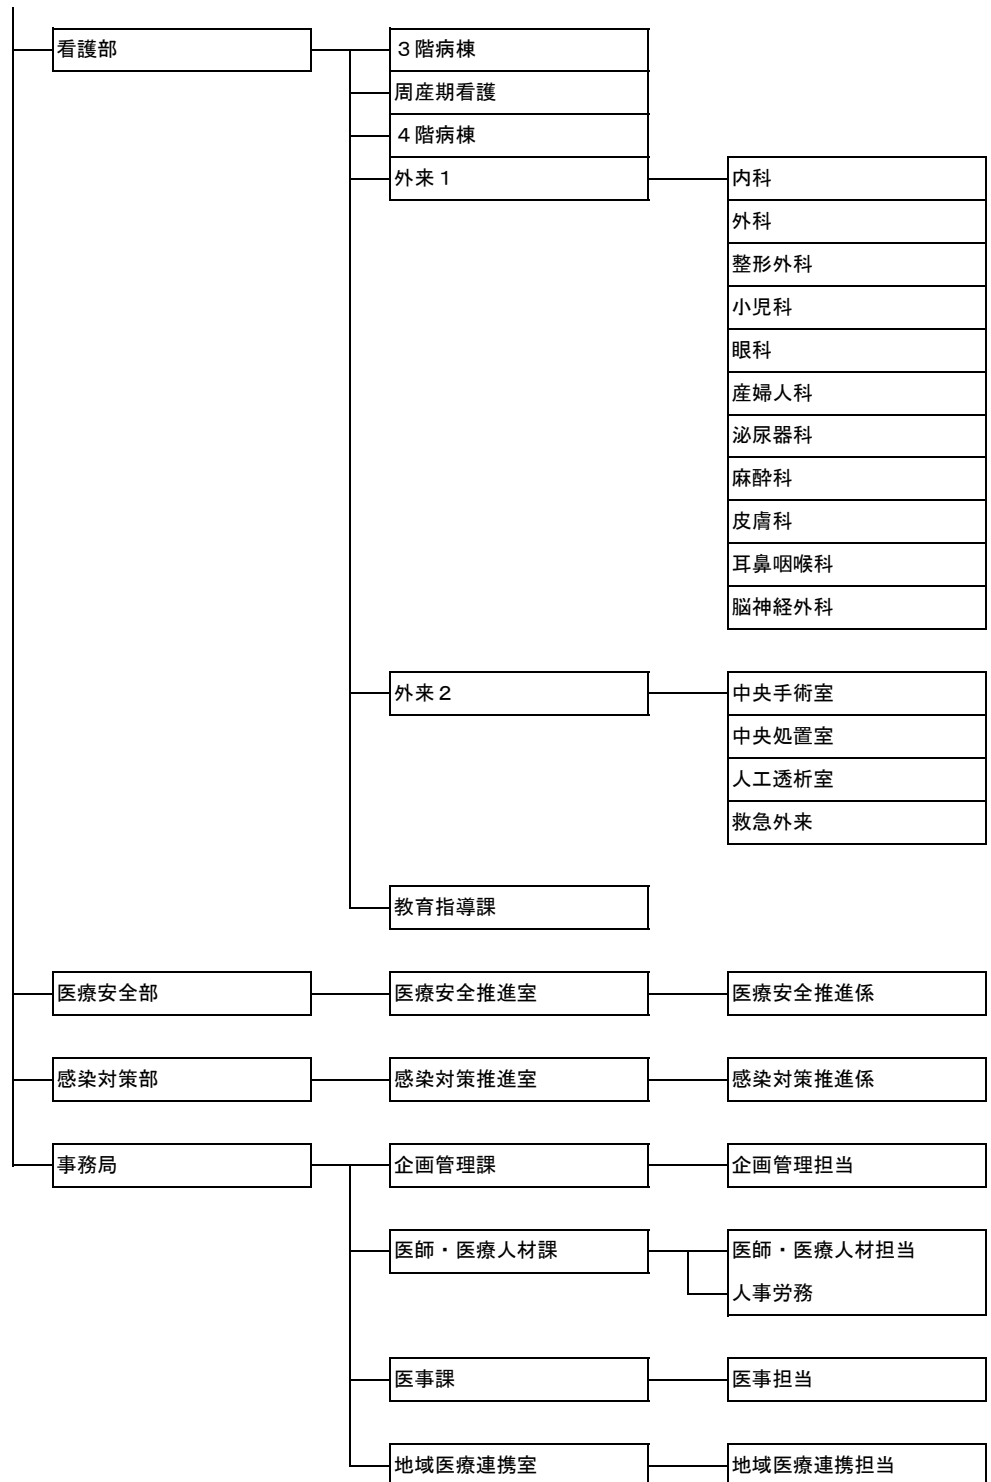 看護部
３階病棟
周産期看護
４階病棟
外来１
内科
外科
整形外科
小児科
眼科
産婦人科
泌尿器科
麻酔科
皮膚科
耳鼻咽喉科
脳神経外科
外来２
中央手術室
中央処置室
人工透析室
救急外来
教育指導課
医療安全部
医療安全推進室
医療安全推進係
感染対策部
感染対策推進室
感染対策推進係
事務局
企画管理課
企画管理担当
医師・医療人材課
医師・医療人材担当
人事労務
医事課
医事担当
地域医療連携室
地域医療連携担当